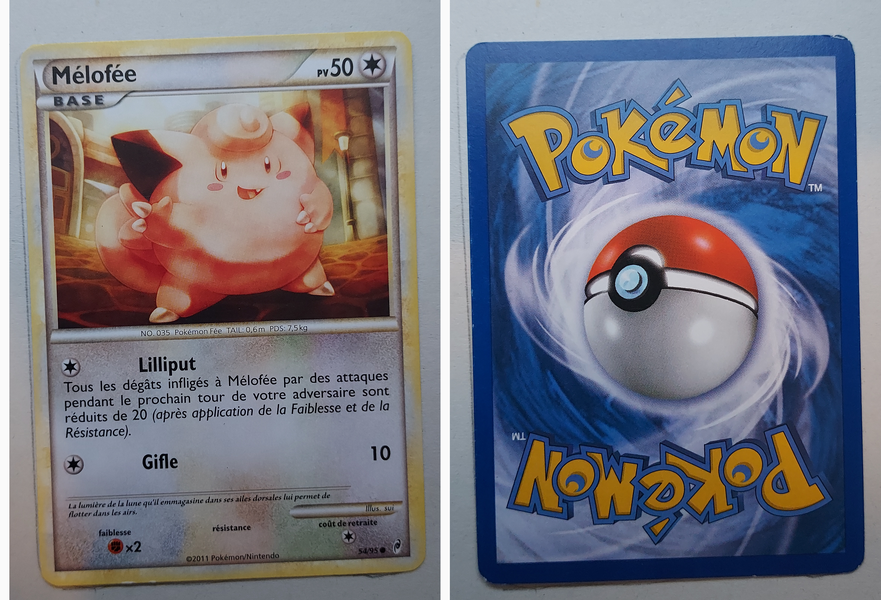 Mélofée
PV 50
BASE
NO. 035 Pokémon Fée TAIL: 0,6m PDS: 7,5kg
Lilliput
Tous les dégâts infligés à Mélofée par des attaques
pendant le prochain tour de votre adversaire sont
réduits de 20 (après application de la Faiblesse et de la
Résistance).
Gifle 10
La lumière de la lune qu'il emmagasine dans ses ailes dorsales lui permet de
flotter dans les airs.
Illus. sui
faiblesse résistance coût de retraite
x2
©2011 Pokémon/Nintendo
54/95
POKéMON
TM
POKéMON
TM